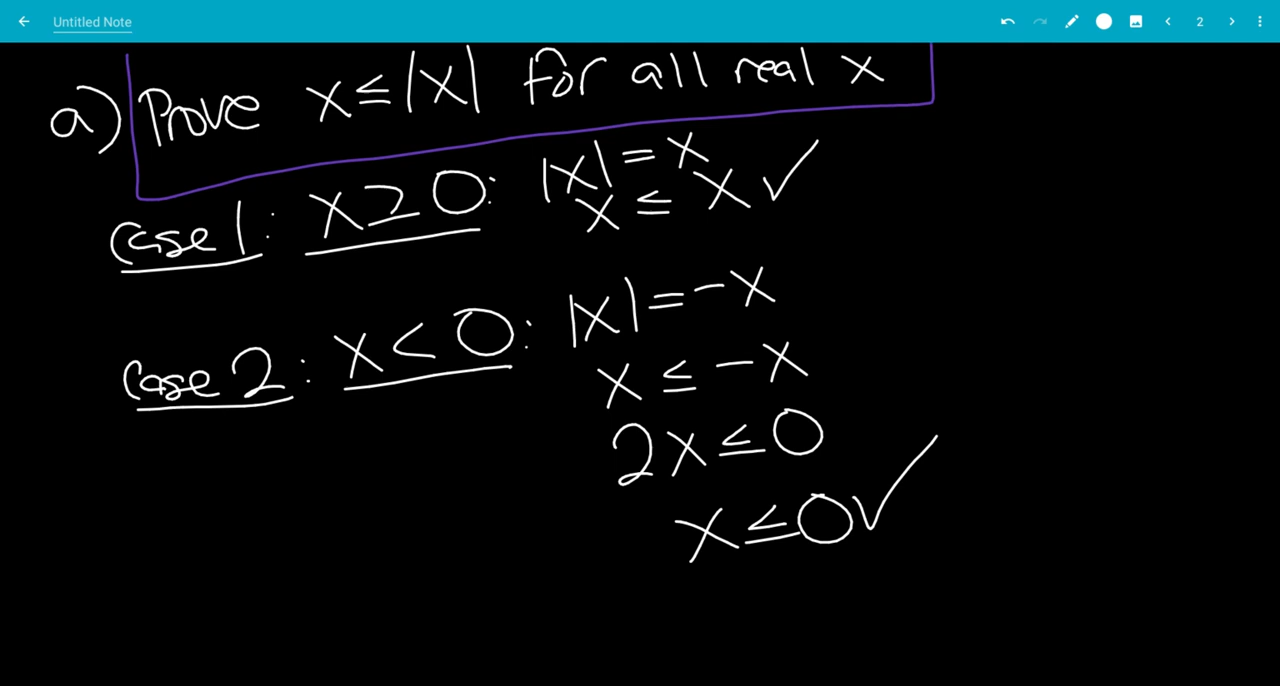 Untitled Note
2
a) Prove x ≤ |x| for all real x
Case 1: x ≥ 0: |x| = x
x ≤ x ✓
Case 2: x < 0: |x| = -x
x ≤ -x
2x ≤ 0
x ≤ 0 ✓